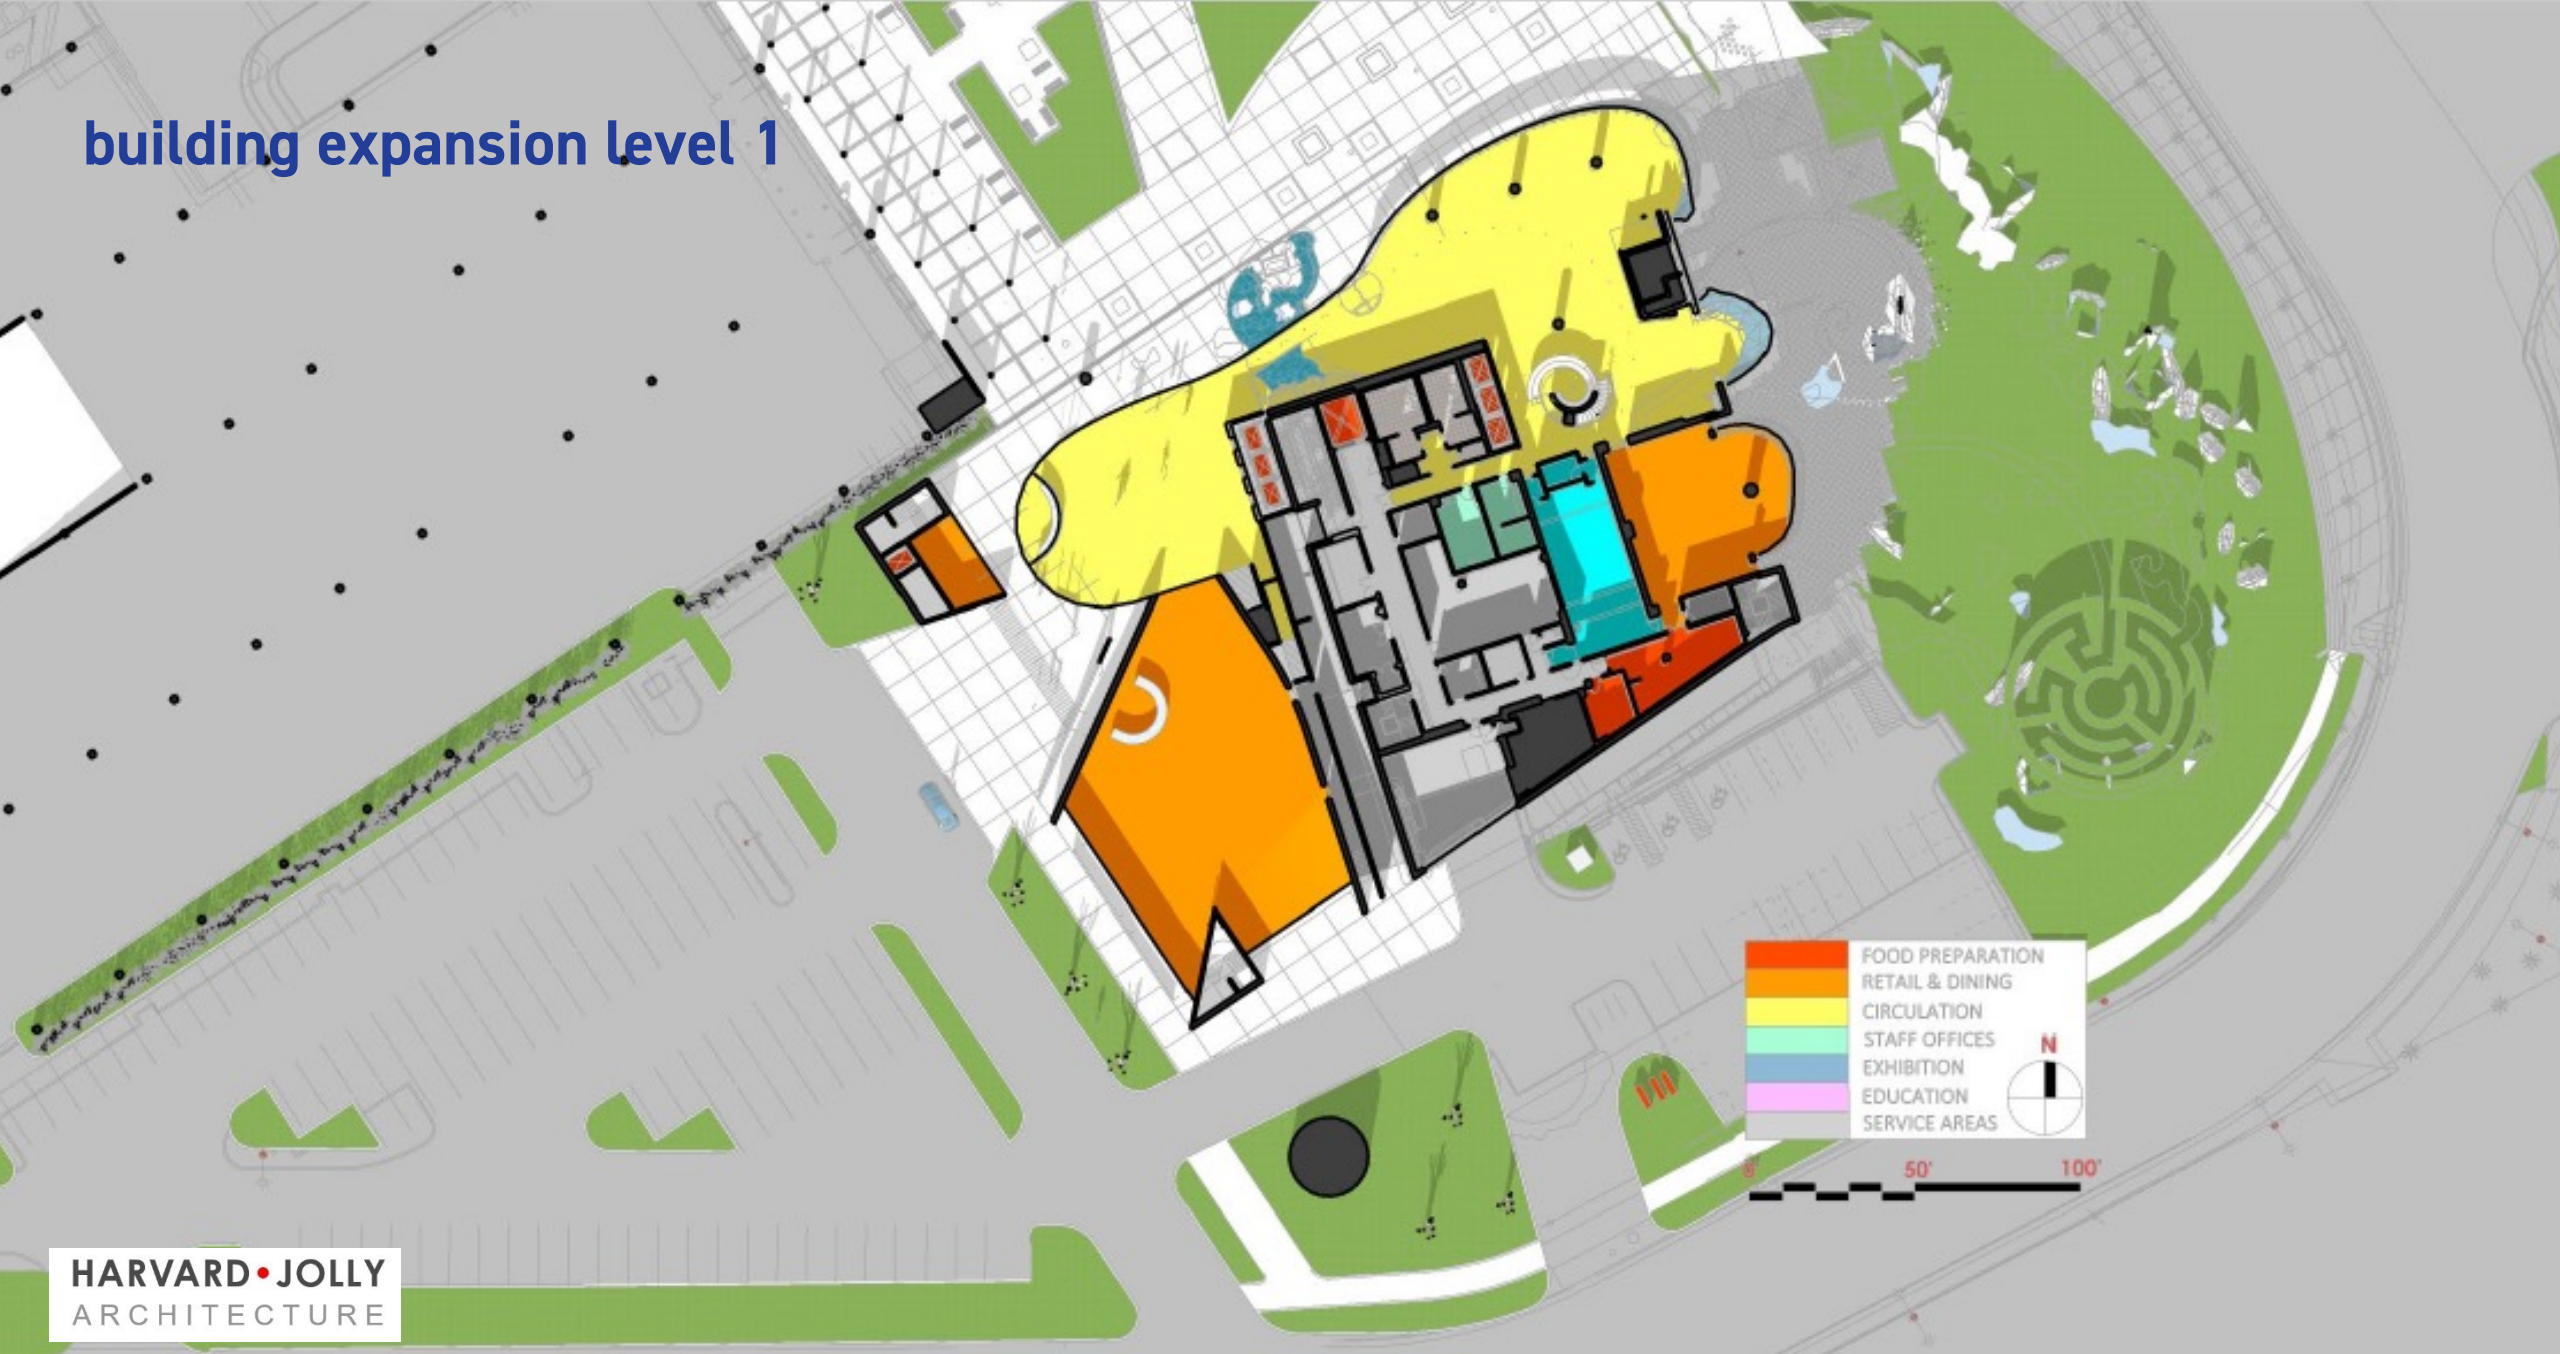 building expansion level 1
FOOD PREPARATION
RETAIL & DINING
CIRCULATION
STAFF OFFICES
EXHIBITION
EDUCATION
SERVICE AREAS
N
0'
50'
100'
HARVARD•JOLLY
ARCHITECTURE